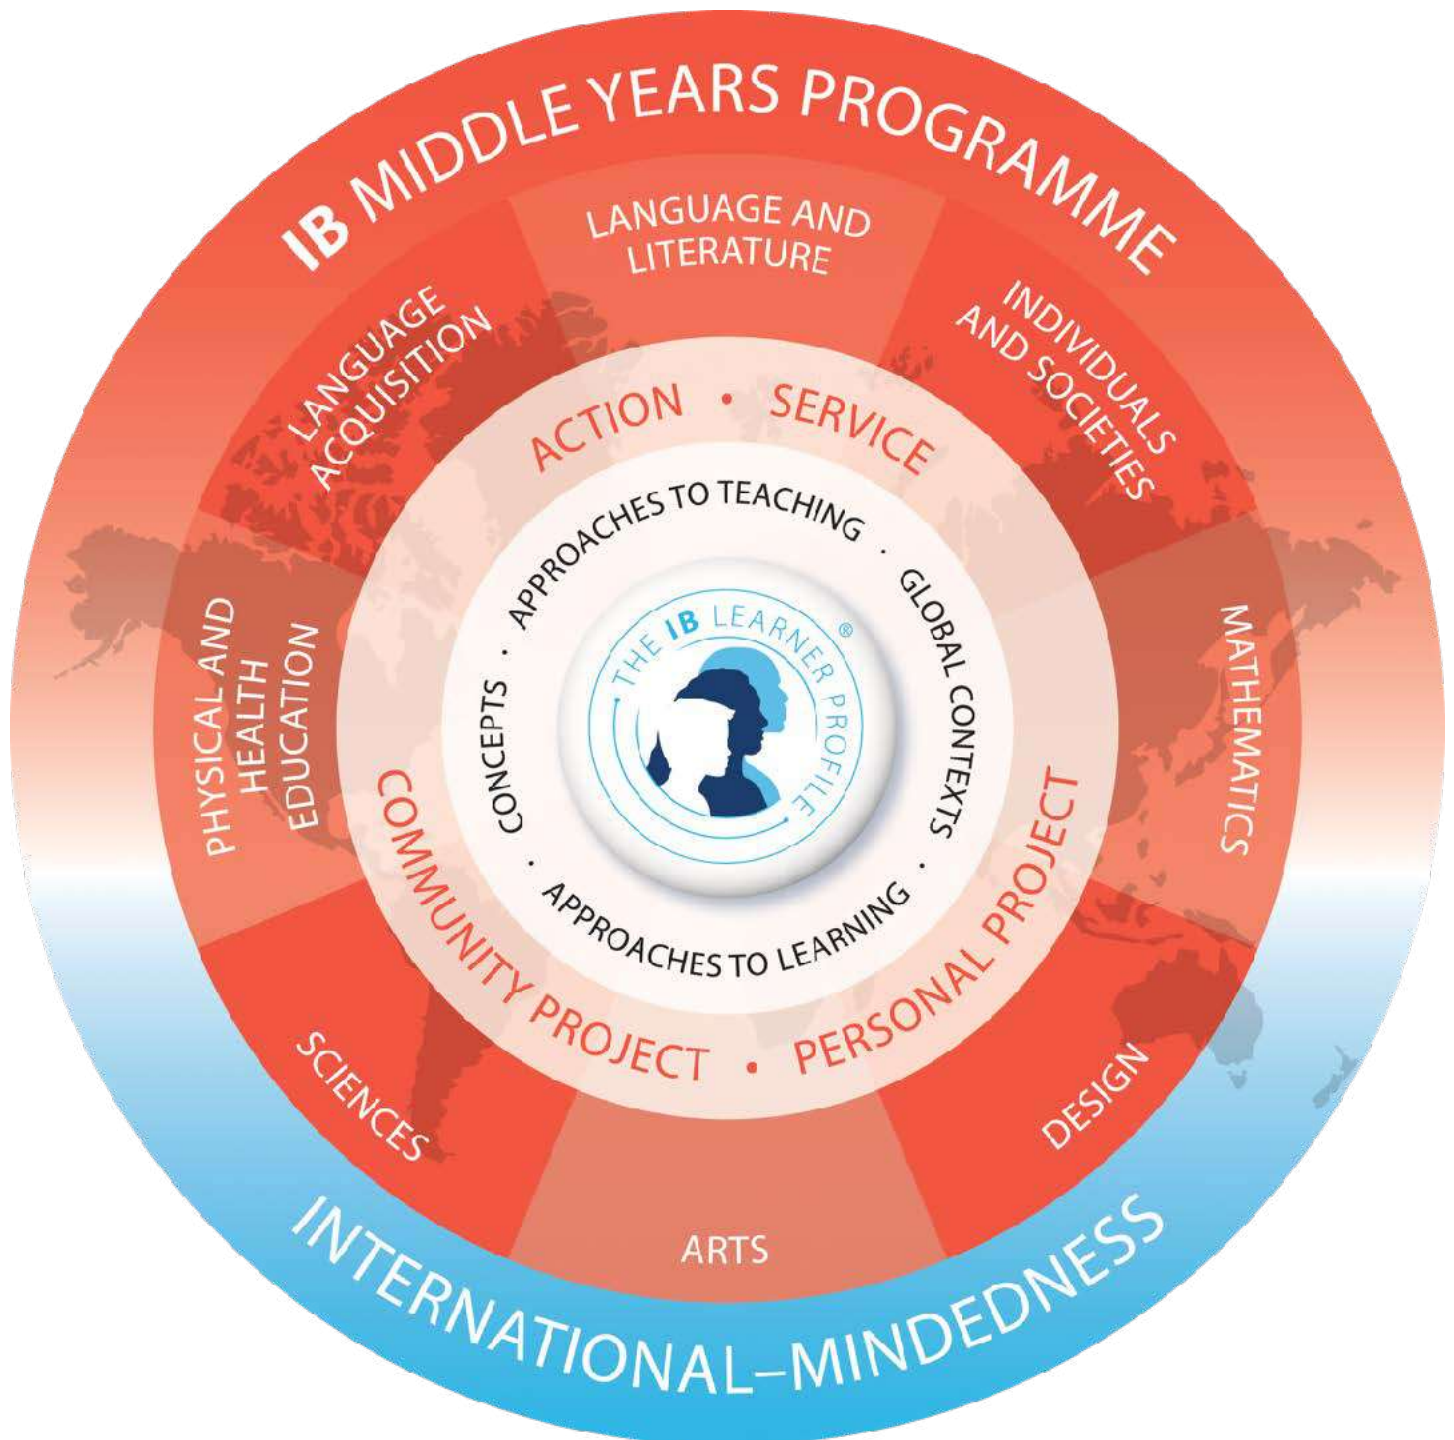 IB MIDDLE YEARS PROGRAMME
LANGUAGE AND
LITERATURE
INDIVIDUALS
AND SOCIETIES
MATHEMATICS
DESIGN
ARTS
SCIENCES
PHYSICAL AND
HEALTH
EDUCATION
LANGUAGE
ACQUISITION
ACTION • SERVICE
PERSONAL PROJECT
•
COMMUNITY PROJECT
APPROACHES TO TEACHING
· GLOBAL CONTEXTS
· APPROACHES TO LEARNING
· CONCEPTS ·
THE IB LEARNER PROFILE ®
INTERNATIONAL–MINDEDNESS